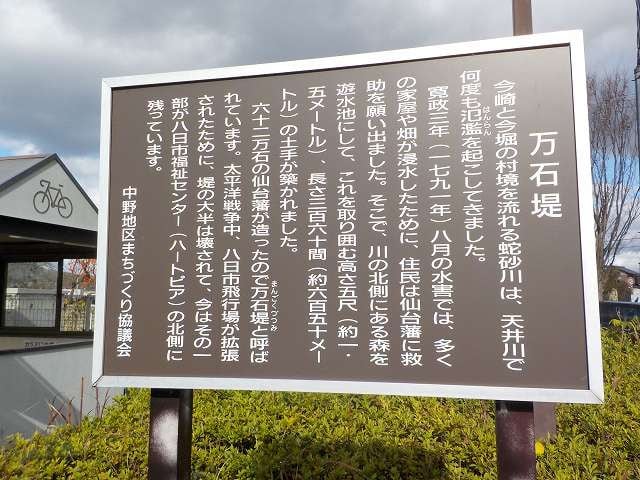 万石堤
今崎と今堀の村境を流れる蛇砂川は、天井川で
何度も氾濫を起こしてきました。
はんらん
寛政三年（一七九一年）八月の水害では、多く
の家屋や畑が浸水したために、住民は仙台藩に救
助を願い出ました。そこで、川の北側にある森を
遊水池にして、これを取り囲む高さ五尺（約一・
五メートル）、長さ三百六十間（約六百五十メー
トル）の土手が築かれました。
六十二万石の仙台藩が造ったので万石堤と呼ば
まんごくづつみ
れています。太平洋戦争中、八日市飛行場が拡張
されたために、堤の大半は壊されて、今はその一
部が八日市福祉センター（ハートピア）の北側に
残っています。
中野地区まちづくり協議会